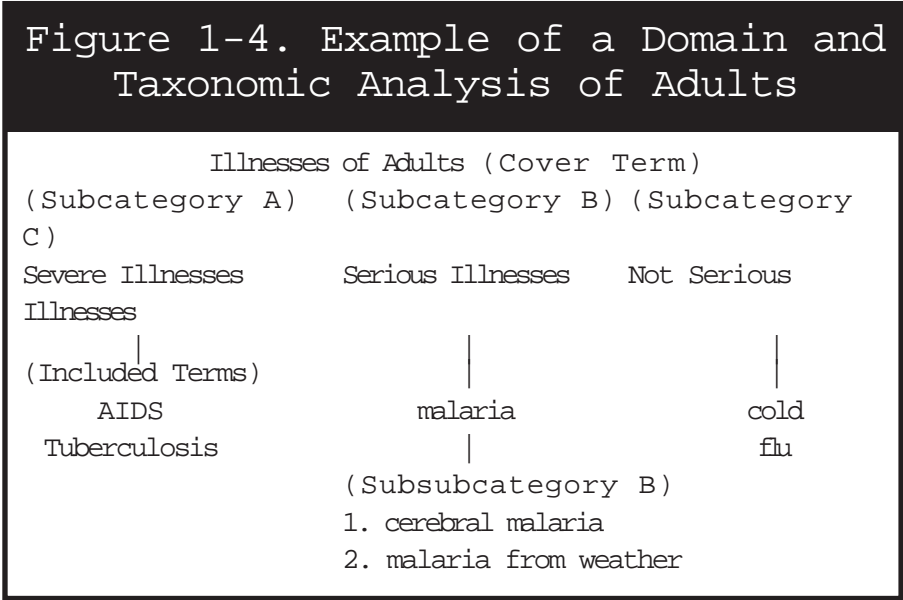 Figure 1-4. Example of a Domain and
Taxonomic Analysis of Adults
Illnesses of Adults (Cover Term)
(Subcategory A) (Subcategory B) (Subcategory
C)
Severe Illnesses Serious Illnesses Not Serious
Illnesses
(Included Terms)
AIDS malaria cold
Tuberculosis flu
(Subsubcategory B)
1. cerebral malaria
2. malaria from weather